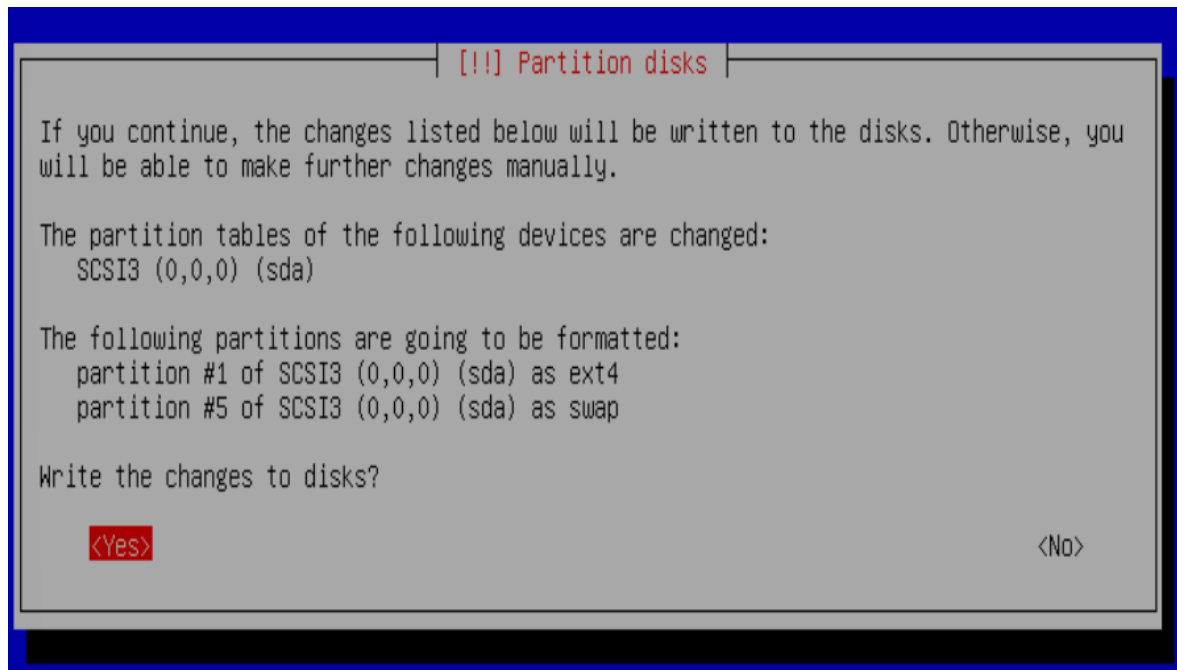 [!!] Partition disks
If you continue, the changes listed below will be written to the disks. Otherwise, you
will be able to make further changes manually.
The partition tables of the following devices are changed:
SCSI3 (0,0,0) (sda)
The following partitions are going to be formatted:
partition #1 of SCSI3 (0,0,0) (sda) as ext4
partition #5 of SCSI3 (0,0,0) (sda) as swap
Write the changes to disks?
<Yes> <No>